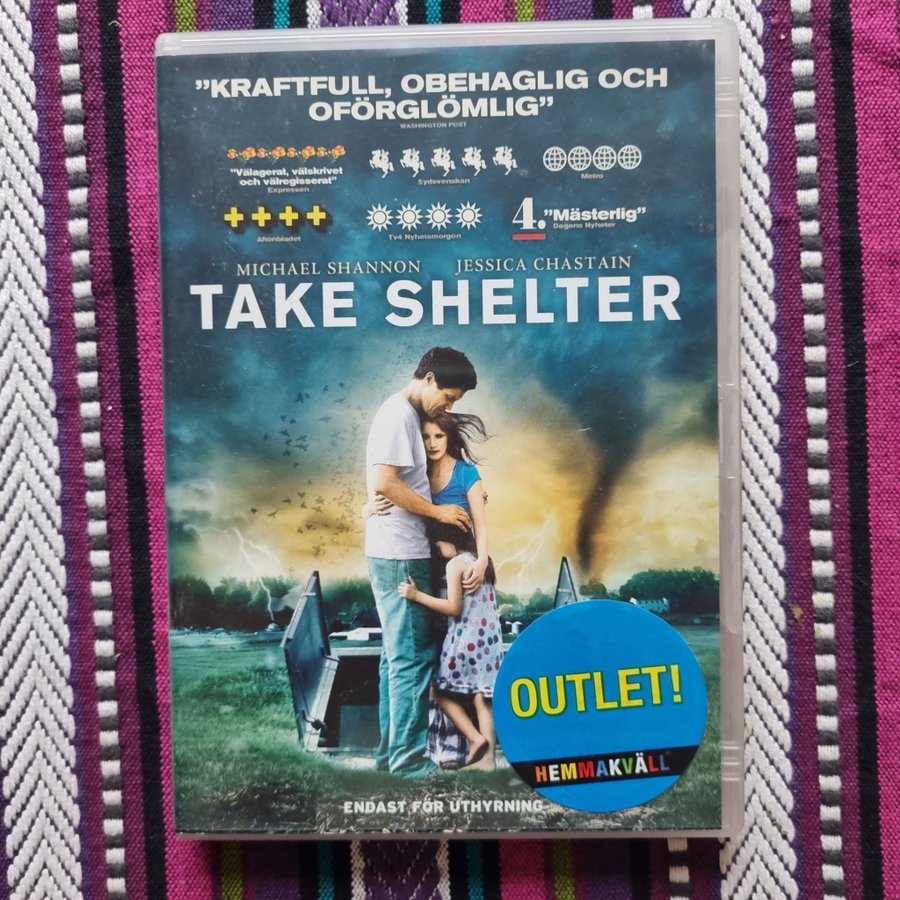 ”KRAFTFULL, OBEHAGLIG OCH
OFÖRGLÖMLIG”
WASHINGTON POST
”Välagerat, välskrivet
och välregisserat”
Expressen
Sydsvenskan
Metro
Aftonbladet
Tv4 Nyhetsmorgon
4. ”Mästerlig”
Dagens Nyheter
MICHAEL SHANNON JESSICA CHASTAIN
TAKE SHELTER
OUTLET!
HEMMAKVÄLL
ENDAST FÖR UTHYRNING